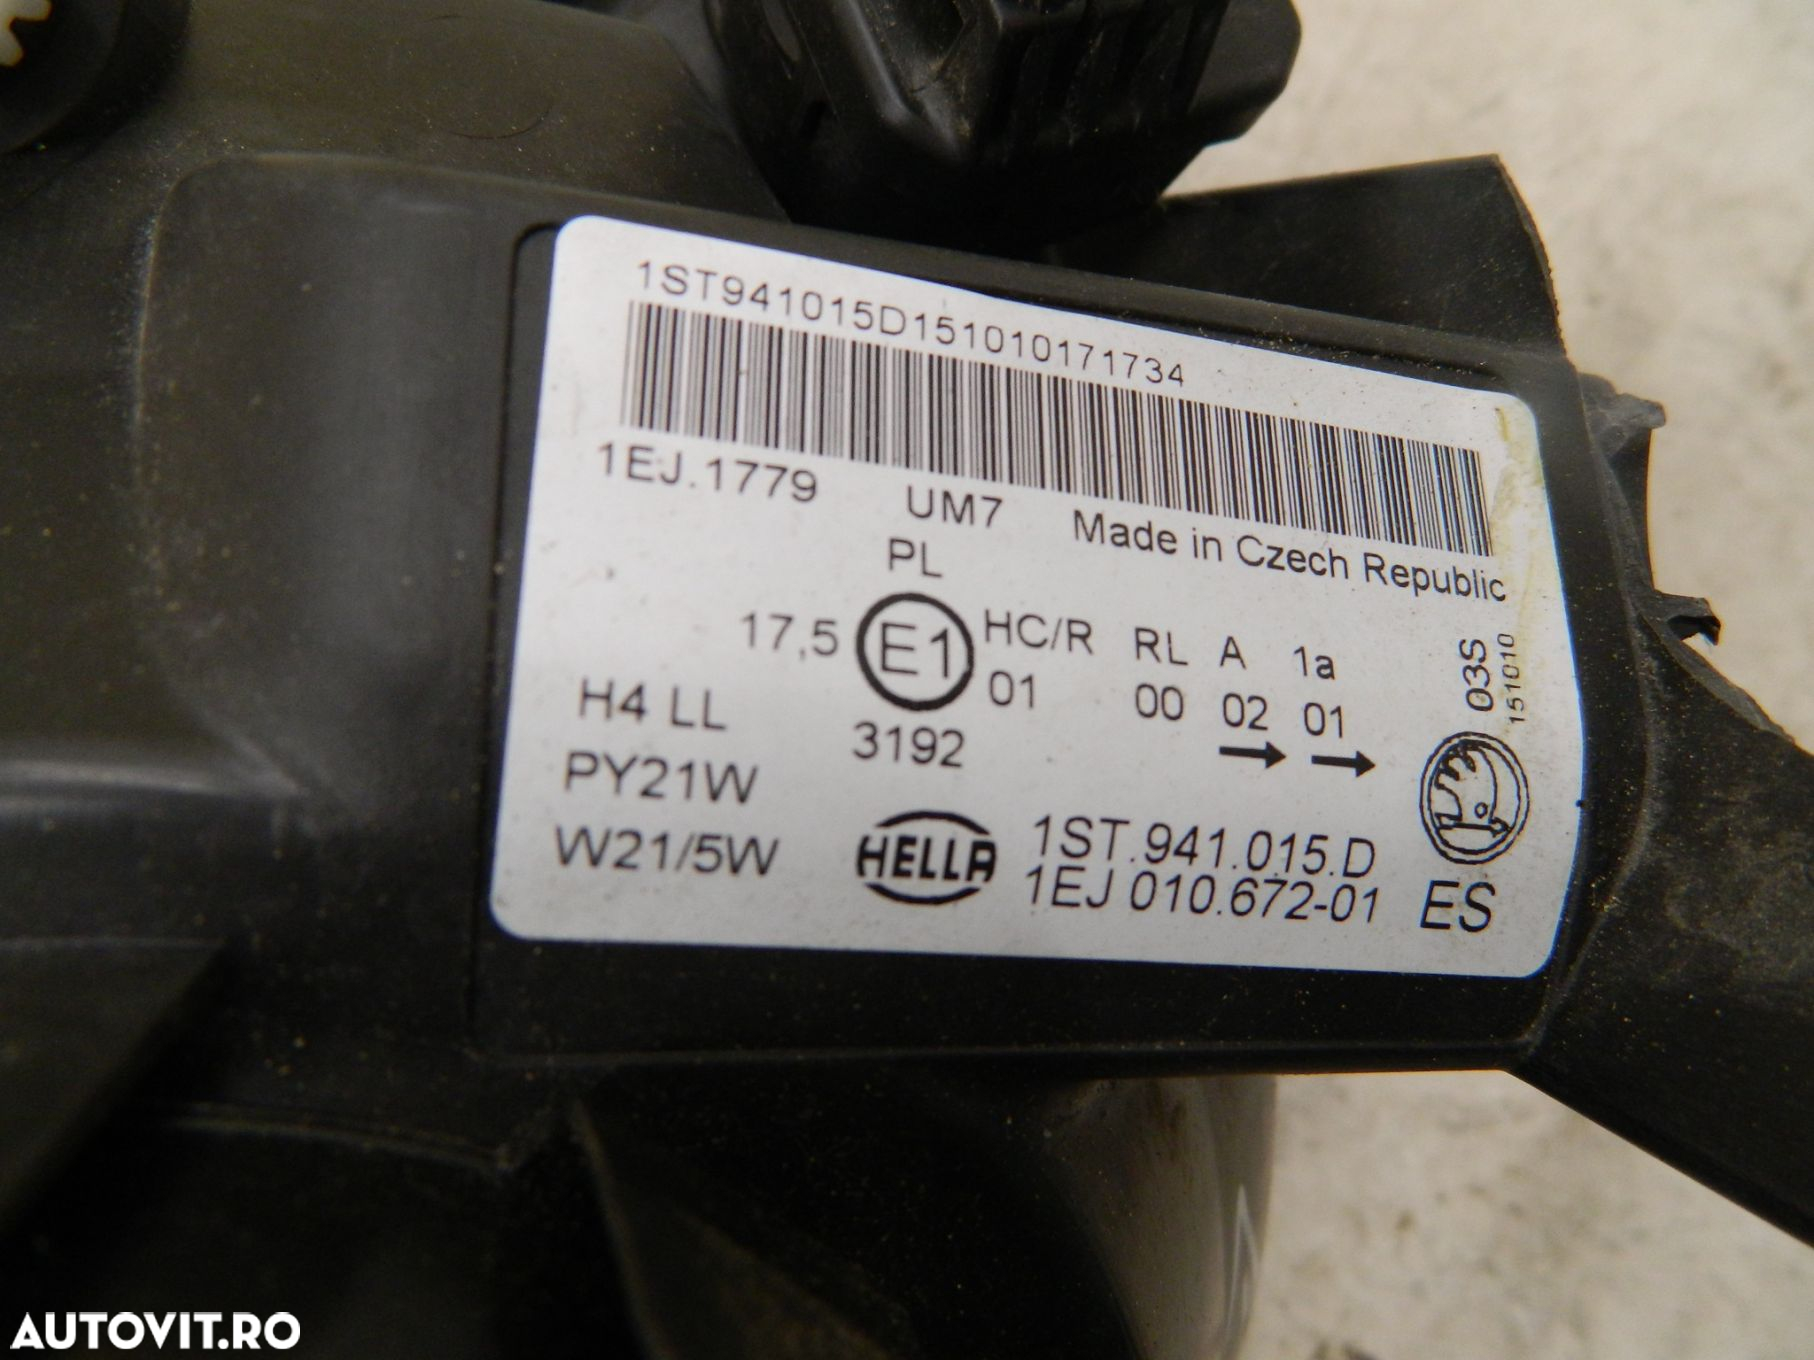 1ST941015D151010171734
1EJ.1779 UM7 Made in Czech Republic
PL
17,5 E1 HC/R RL A 1a
01 00 02 01
H4 LL 3192
PY21W
W21/5W HELLA 1ST.941.015.D
1EJ 010.672-01 ES
03S
151010
AUTOVIT.RO